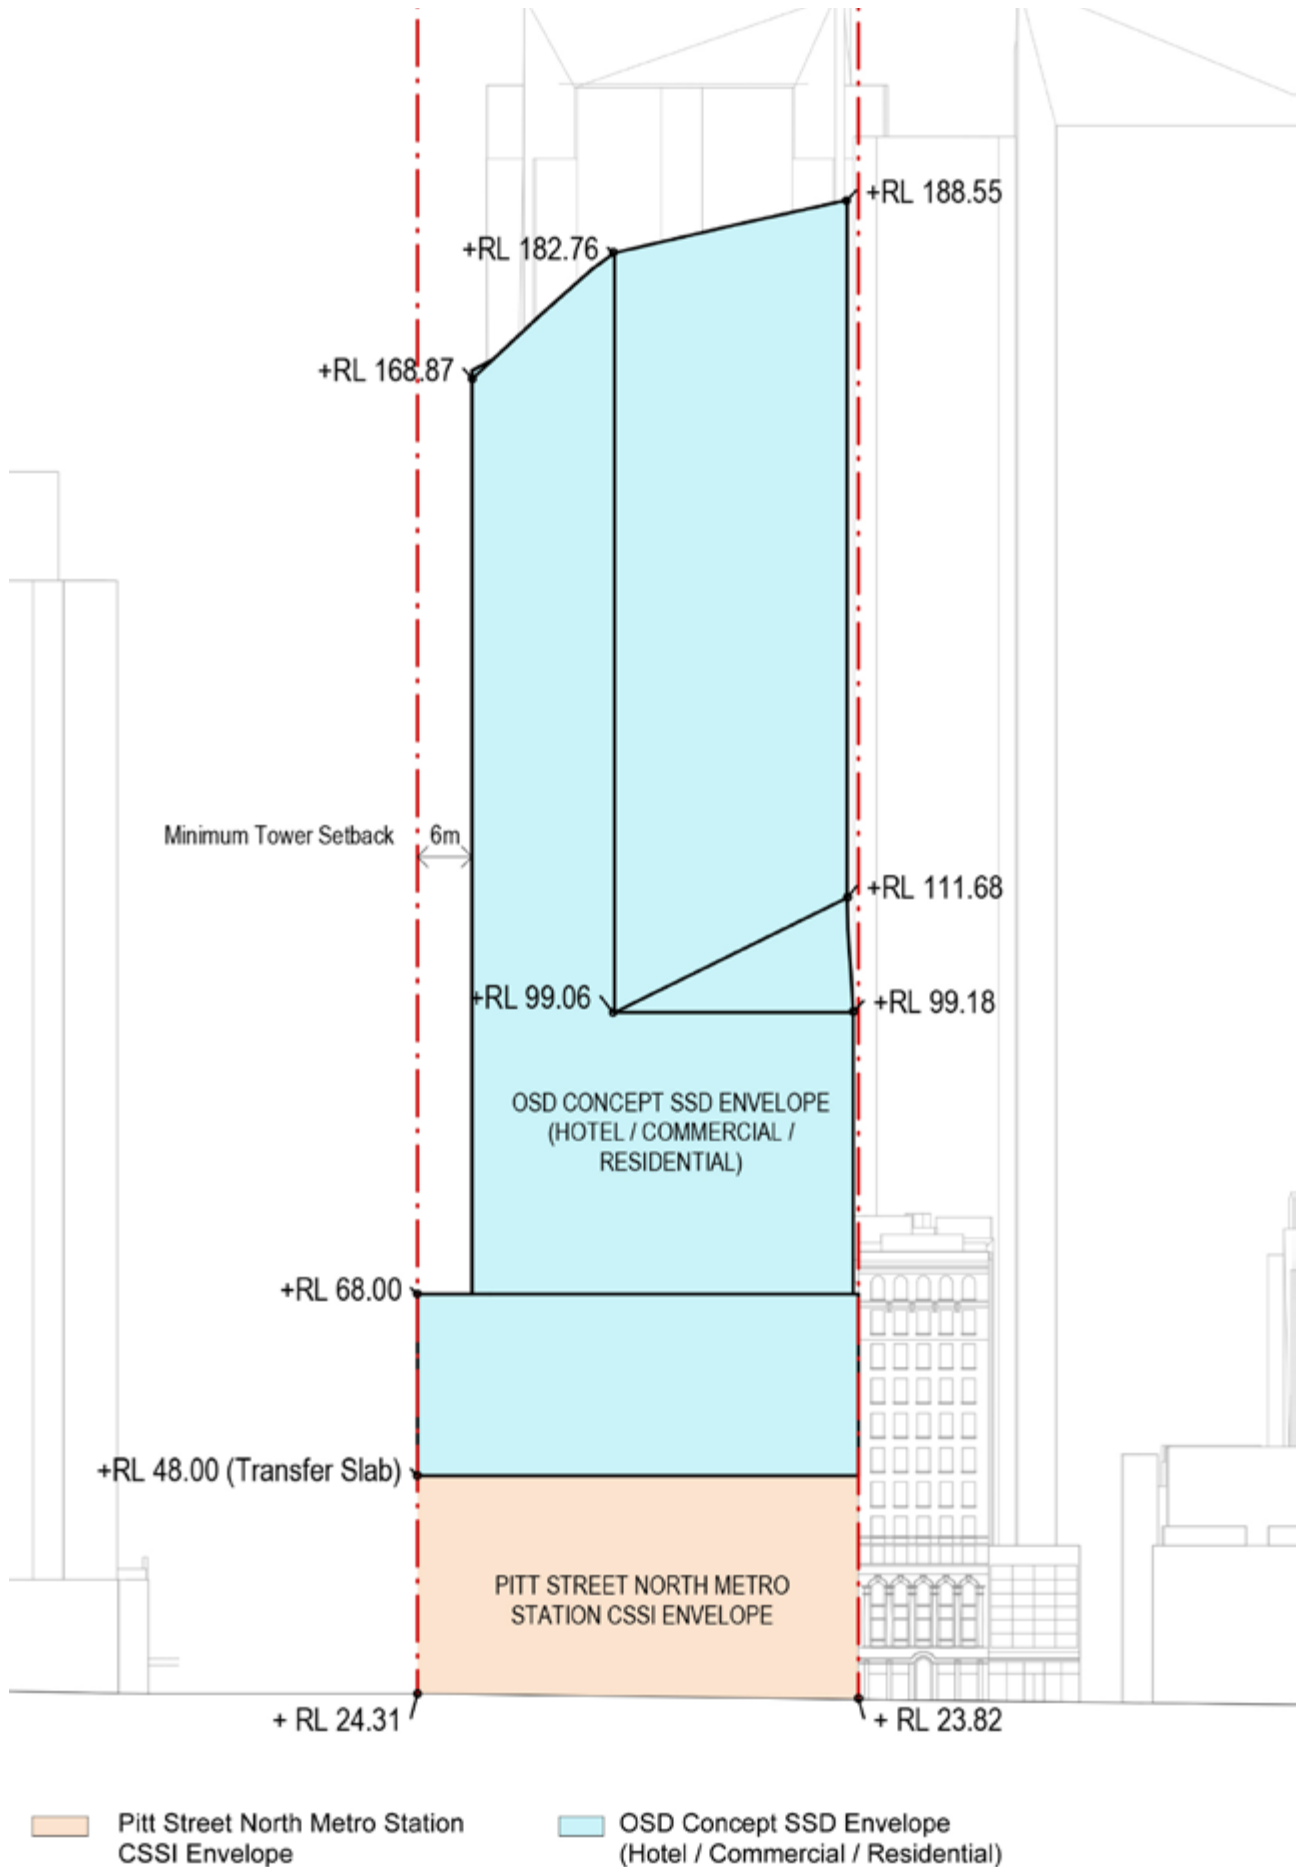 +RL 188.55
+RL 182.76
+RL 168.87
Minimum Tower Setback 6m
+RL 111.68
+RL 99.06
+RL 99.18
OSD CONCEPT SSD ENVELOPE
(HOTEL / COMMERCIAL /
RESIDENTIAL)
+RL 68.00
+RL 48.00 (Transfer Slab)
PITT STREET NORTH METRO
STATION CSSI ENVELOPE
+ RL 24.31
+ RL 23.82
Pitt Street North Metro Station
CSSI Envelope
OSD Concept SSD Envelope
(Hotel / Commercial / Residential)